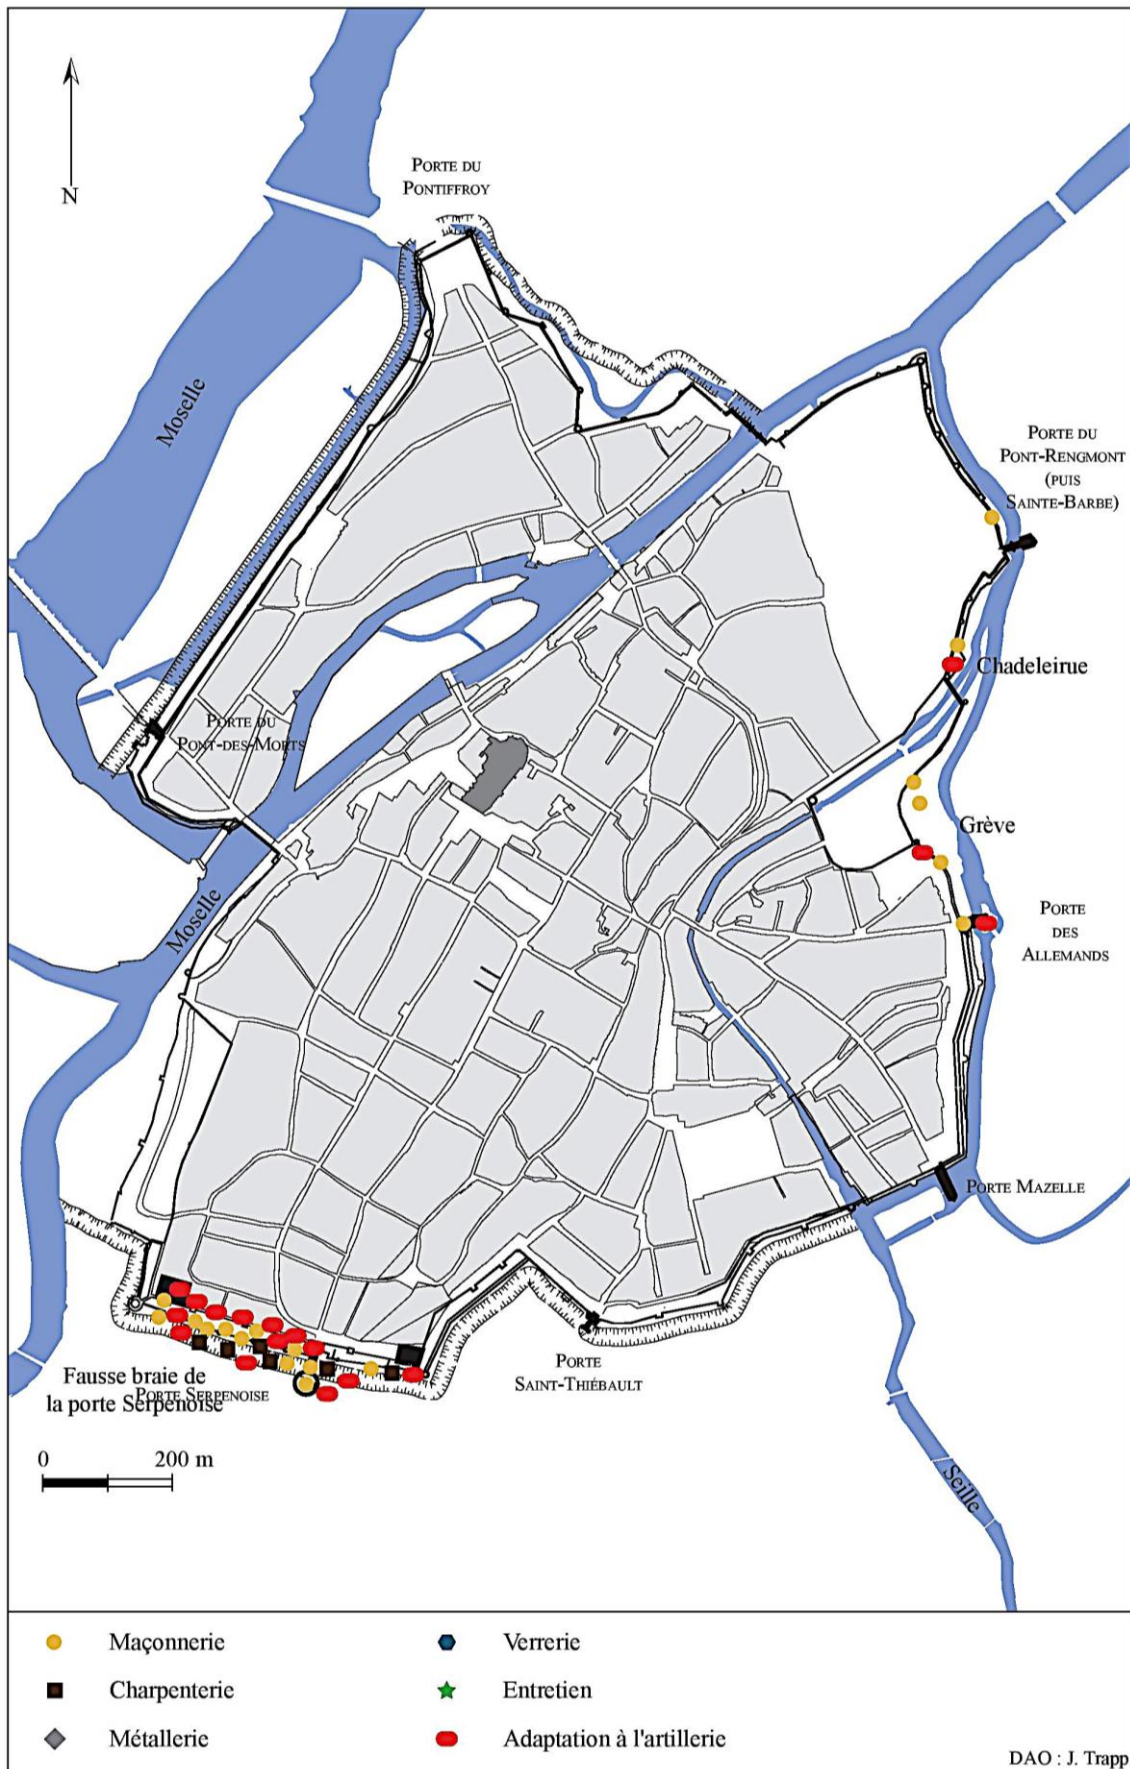 N
PORTE DU
PONTIFFROY
Moselle
PORTE DU
PONT-RENGMONT
(PUIS
SAINTE-BARBE)
Chadeleirue
PORTE DU
PONT-DES-MORTS
Grève
Moselle
PORTE
DES
ALLEMANDS
PORTE MAZELLE
PORTE
SAINT-THIÉBAULT
Fausse braie de
la porte Serpenoise
PORTE SERPENOISE
0 200 m
Seille
Maçonnerie
Charpenterie
Métallerie
Verrerie
Entretien
Adaptation à l'artillerie
DAO : J. Trapp